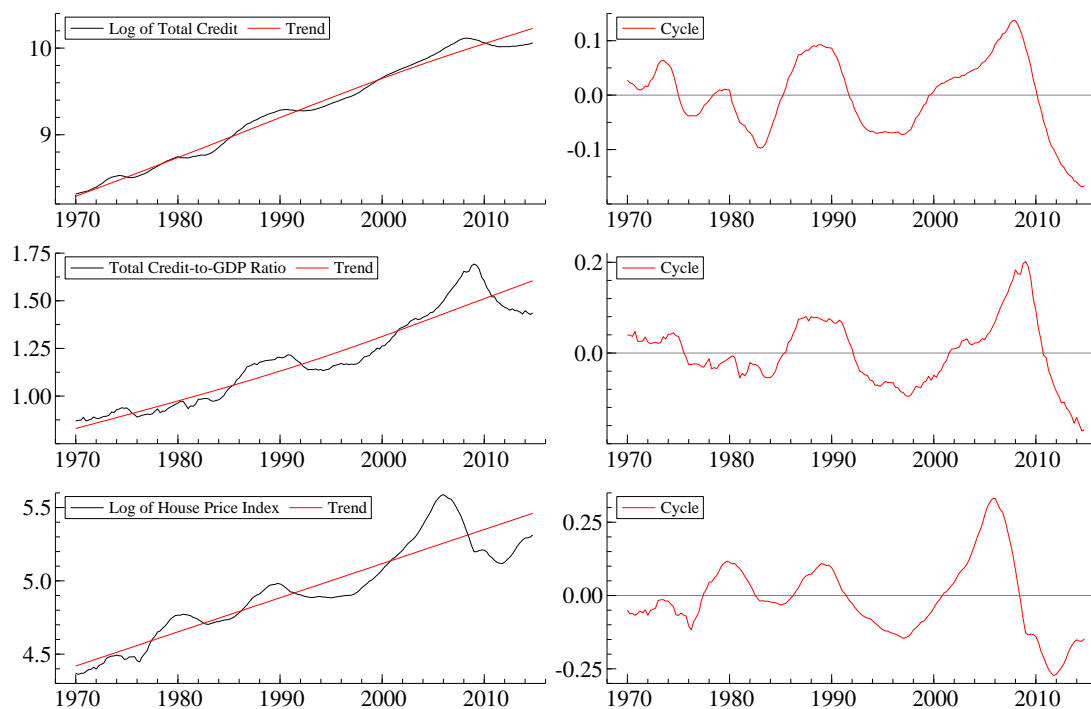 Log of Total Credit Trend
10
9
1970 1980 1990 2000 2010
Cycle
0.1
0.0
-0.1
1970 1980 1990 2000 2010
Total Credit-to-GDP Ratio Trend
1.75
1.50
1.25
1.00
1970 1980 1990 2000 2010
Cycle
0.2
0.0
1970 1980 1990 2000 2010
Log of House Price Index Trend
5.5
5.0
4.5
1970 1980 1990 2000 2010
Cycle
0.25
0.00
-0.25
1970 1980 1990 2000 2010